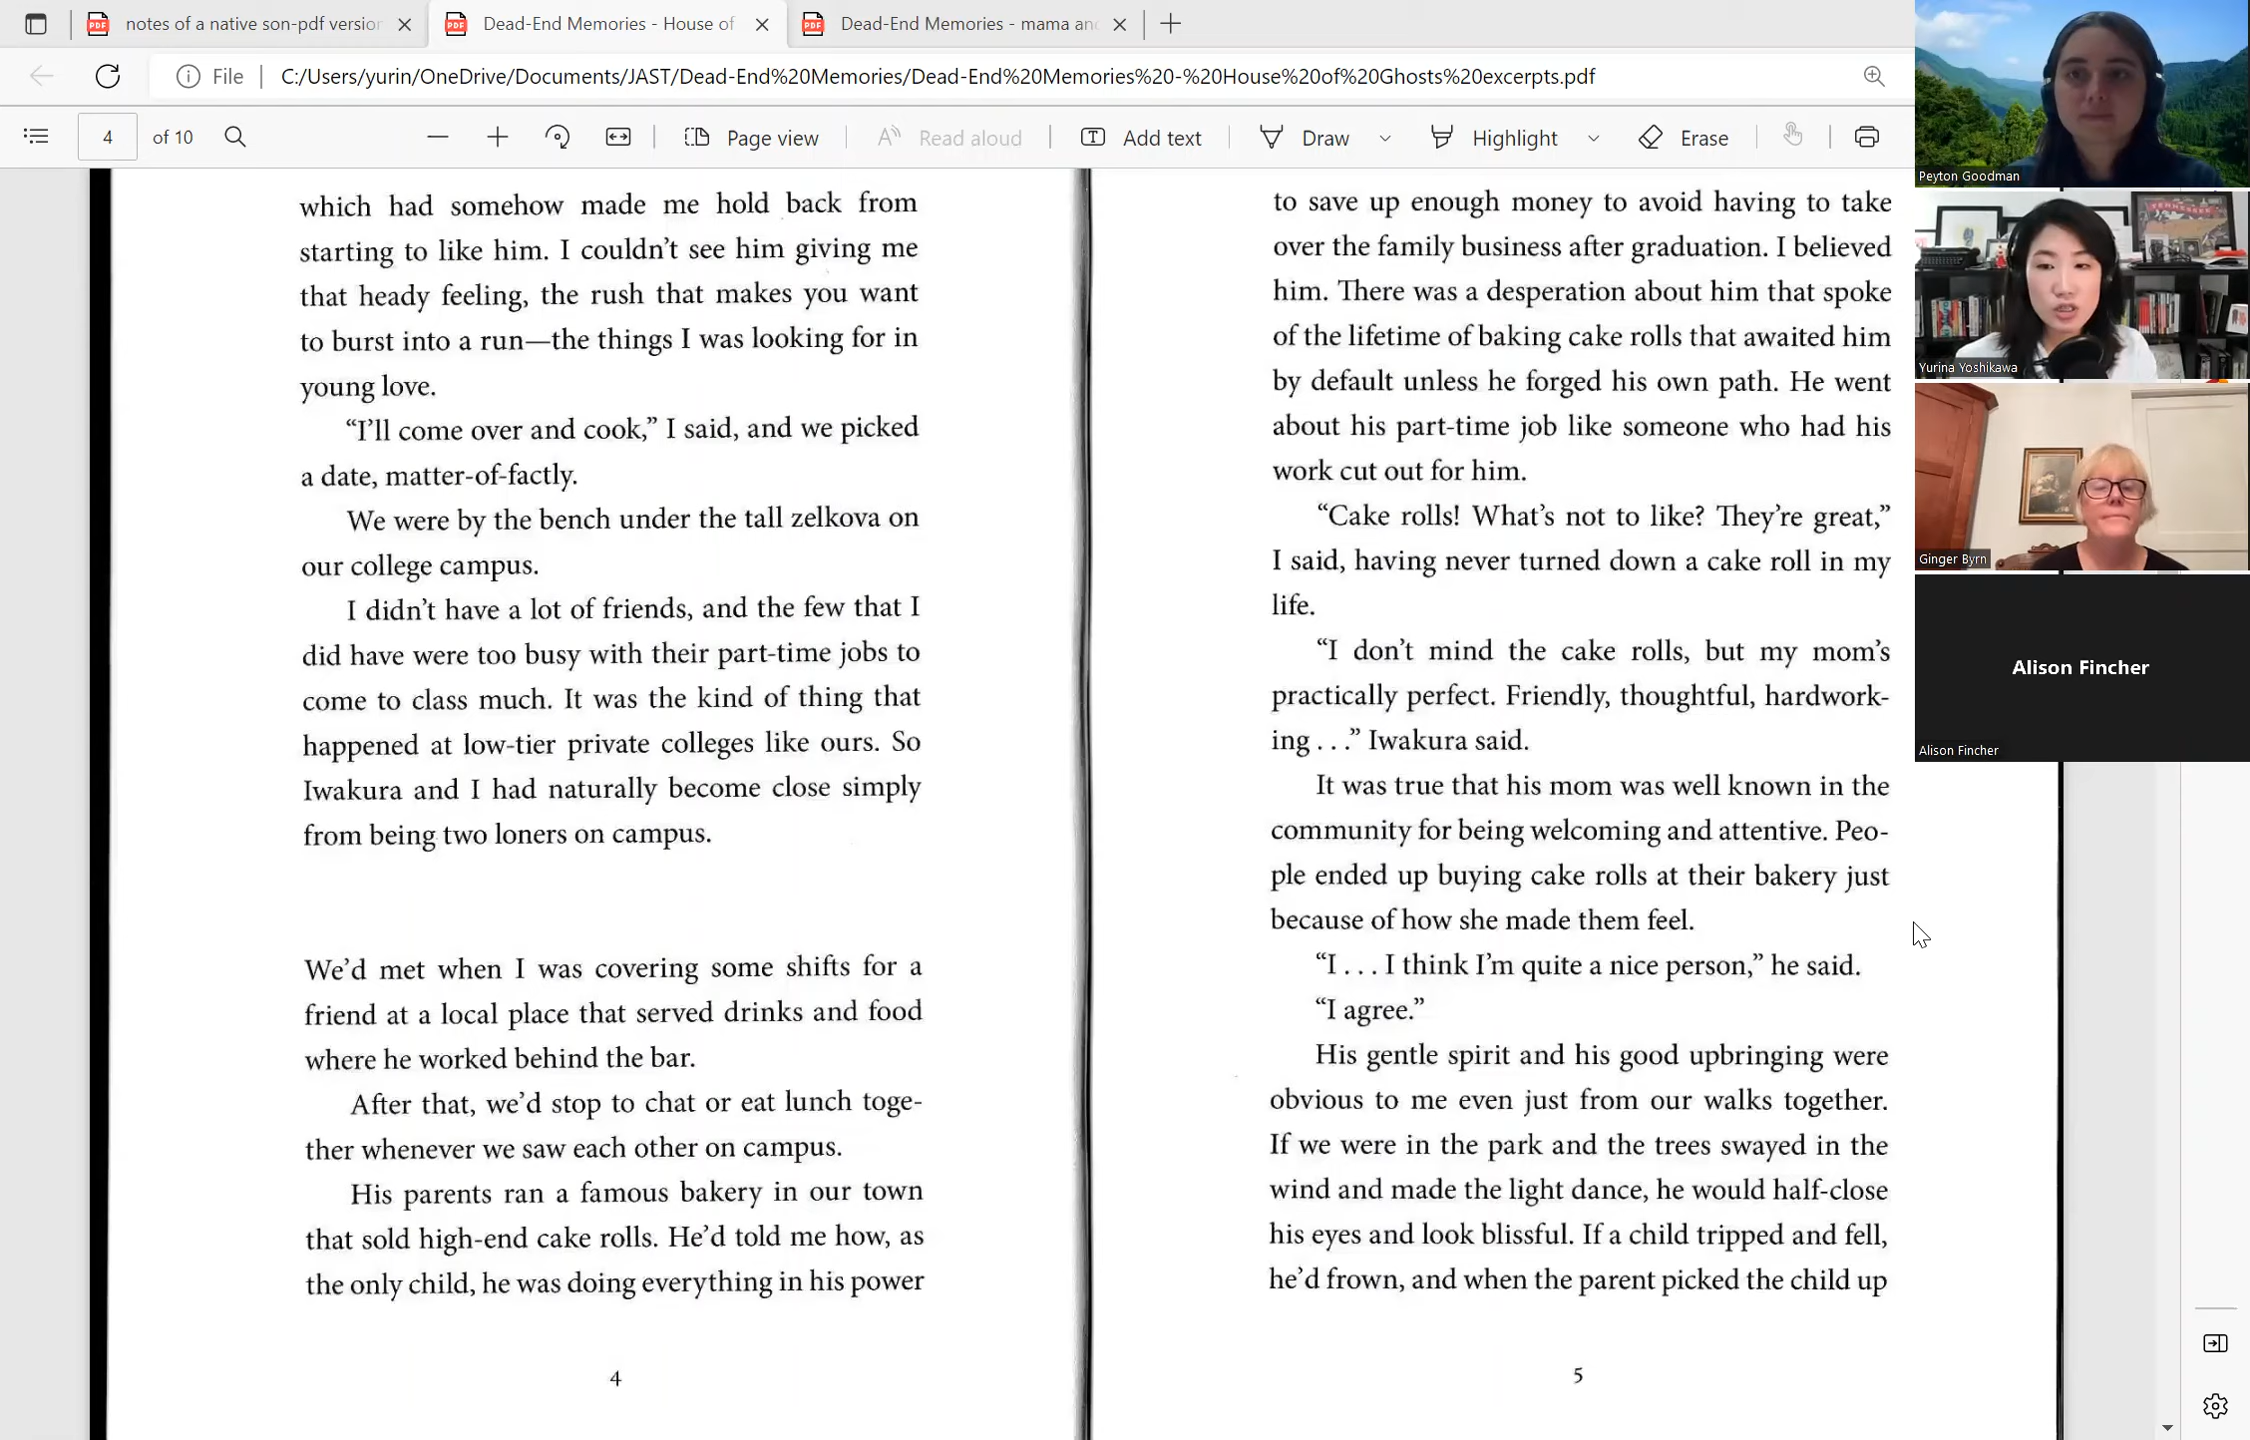 notes of a native son-pdf version
Dead-End Memories - House of
Dead-End Memories - mama and
File
C:/Users/yurin/OneDrive/Documents/JAST/Dead-End%20Memories/Dead-End%20Memories%20-%20House%20of%20Ghosts%20excerpts.pdf
4
of 10
Page view
Read aloud
Add text
Draw
Highlight
Erase
which had somehow made me hold back from
starting to like him. I couldn’t see him giving me
that heady feeling, the rush that makes you want
to burst into a run—the things I was looking for in
young love.
“I’ll come over and cook,” I said, and we picked
a date, matter-of-factly.
We were by the bench under the tall zelkova on
our college campus.
I didn’t have a lot of friends, and the few that I
did have were too busy with their part-time jobs to
come to class much. It was the kind of thing that
happened at low-tier private colleges like ours. So
Iwakura and I had naturally become close simply
from being two loners on campus.
We’d met when I was covering some shifts for a
friend at a local place that served drinks and food
where he worked behind the bar.
After that, we’d stop to chat or eat lunch toge-
ther whenever we saw each other on campus.
His parents ran a famous bakery in our town
that sold high-end cake rolls. He’d told me how, as
the only child, he was doing everything in his power
4
to save up enough money to avoid having to take
over the family business after graduation. I believed
him. There was a desperation about him that spoke
of the lifetime of baking cake rolls that awaited him
by default unless he forged his own path. He went
about his part-time job like someone who had his
work cut out for him.
“Cake rolls! What’s not to like? They’re great,”
I said, having never turned down a cake roll in my
life.
“I don’t mind the cake rolls, but my mom’s
practically perfect. Friendly, thoughtful, hardwork-
ing . . .” Iwakura said.
It was true that his mom was well known in the
community for being welcoming and attentive. Peo-
ple ended up buying cake rolls at their bakery just
because of how she made them feel.
“I . . . I think I’m quite a nice person,” he said.
“I agree.”
His gentle spirit and his good upbringing were
obvious to me even just from our walks together.
If we were in the park and the trees swayed in the
wind and made the light dance, he would half-close
his eyes and look blissful. If a child tripped and fell,
he’d frown, and when the parent picked the child up
5
Peyton Goodman
TENNESSEE
Yurina Yoshikawa
Ginger Byrn
Alison Fincher
Alison Fincher